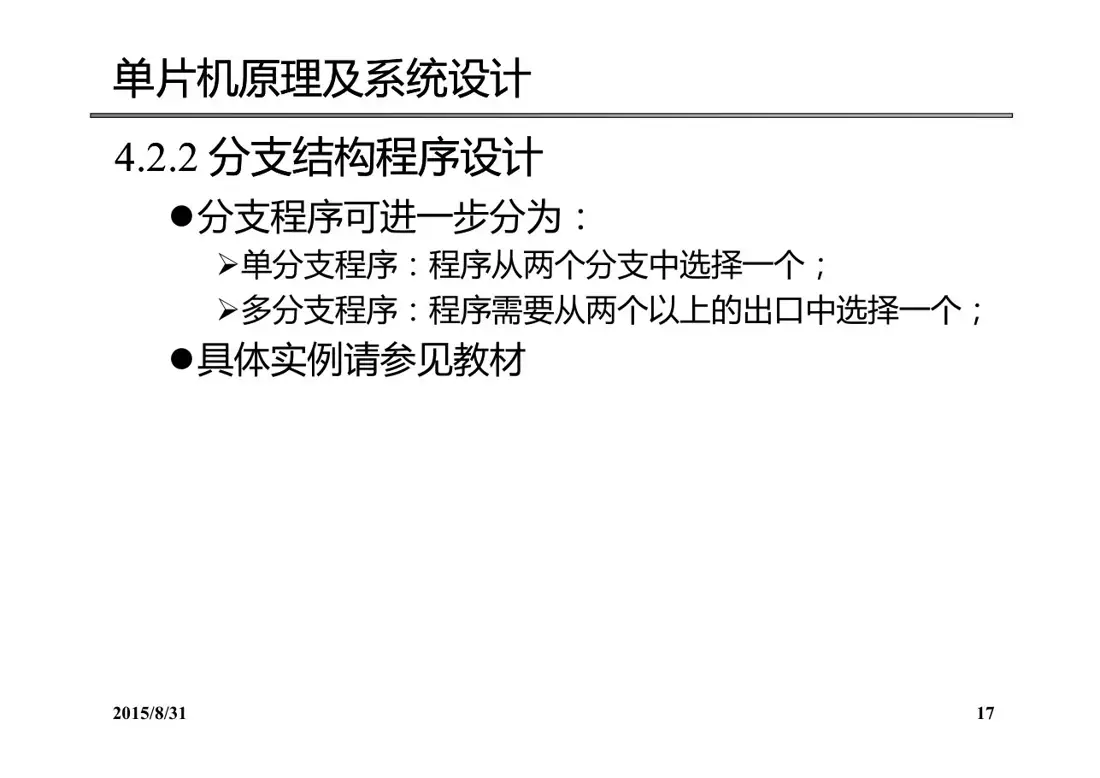 单片机原理及系统设计
4.2.2 分支结构程序设计
●分支程序可进一步分为：
➢单分支程序：程序从两个分支中选择一个；
➢多分支程序：程序需要从两个以上的出口中选择一个；
●具体实例请参见教材
2015/8/31
17